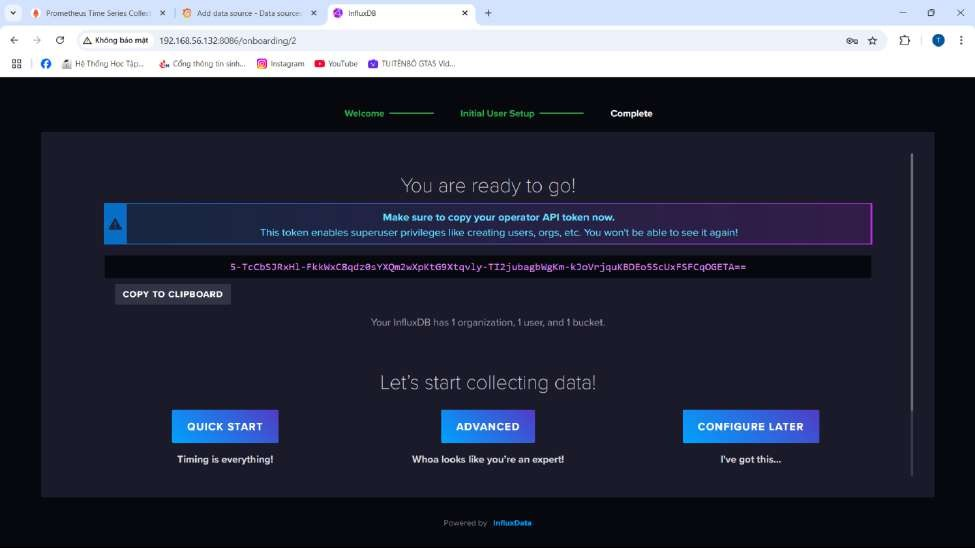 Prometheus Time Series Collect
Add data source - Data sources
InfluxDB
Không bảo mật
192.168.56.132:8086/onboarding/2
T
Hệ Thống Học Tập...
Cổng thông tin sinh...
Instagram
YouTube
TUITÊNBÔ GTA5 Vid...
Welcome
Initial User Setup
Complete
You are ready to go!
Make sure to copy your operator API token now.
This token enables superuser privileges like creating users, orgs, etc. You won't be able to see it again!
5-TcCbSJRxHl-FkkWxC8qdz0sYXQm2wXpKtG9Xtqvly-TI2jubagbWgKm-kJoVrjquKBDEo5ScUxFSFCqOGETA==
COPY TO CLIPBOARD
Your InfluxDB has 1 organization, 1 user, and 1 bucket.
Let's start collecting data!
QUICK START
ADVANCED
CONFIGURE LATER
Timing is everything!
Whoa looks like you're an expert!
I've got this...
Powered by InfluxData